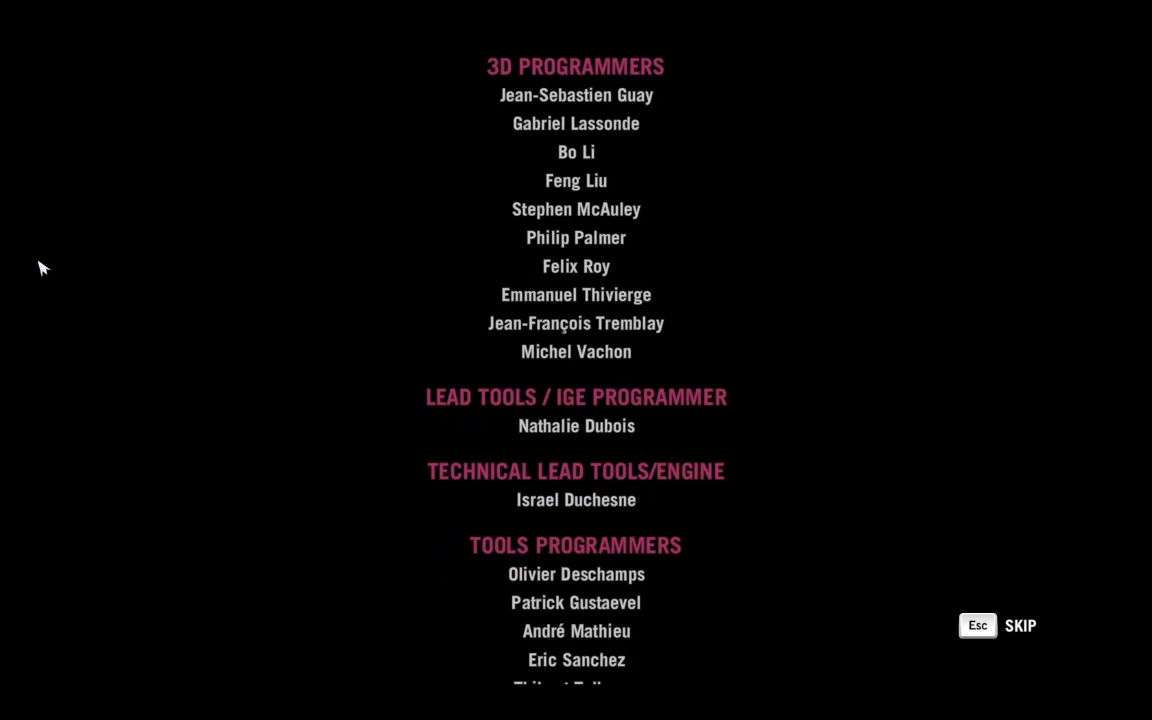 3D PROGRAMMERS
Jean-Sebastien Guay
Gabriel Lassonde
Bo Li
Feng Liu
Stephen McAuley
Philip Palmer
Felix Roy
Emmanuel Thivierge
Jean-François Tremblay
Michel Vachon
LEAD TOOLS / IGE PROGRAMMER
Nathalie Dubois
TECHNICAL LEAD TOOLS/ENGINE
Israel Duchesne
TOOLS PROGRAMMERS
Olivier Deschamps
Patrick Gustaevel
André Mathieu
Esc SKIP
Eric Sanchez